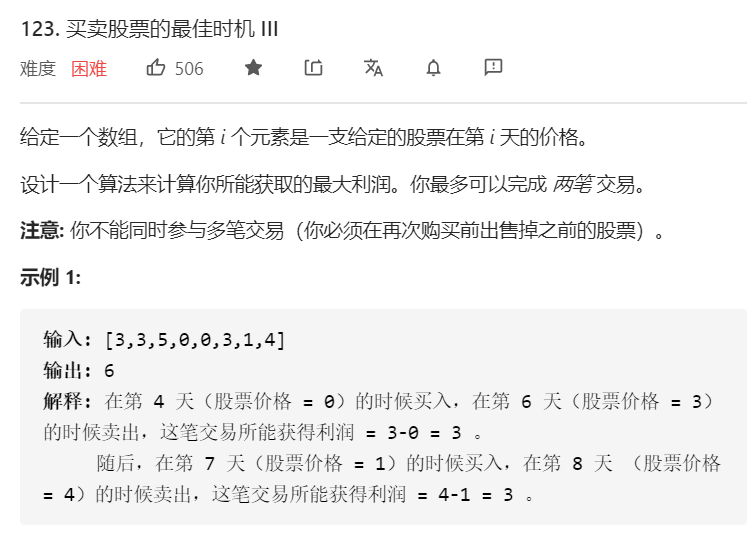 123. 买卖股票的最佳时机 III
难度 困难 506
给定一个数组，它的第 i 个元素是一支给定的股票在第 i 天的价格。
设计一个算法来计算你所能获取的最大利润。你最多可以完成 两笔 交易。
注意: 你不能同时参与多笔交易（你必须在再次购买前出售掉之前的股票）。
示例 1:
输入: [3,3,5,0,0,3,1,4]
输出: 6
解释: 在第 4 天（股票价格 = 0）的时候买入，在第 6 天（股票价格 = 3）
的时候卖出，这笔交易所能获得利润 = 3-0 = 3 。
随后，在第 7 天（股票价格 = 1）的时候买入，在第 8 天 （股票价格
= 4）的时候卖出，这笔交易所能获得利润 = 4-1 = 3 。